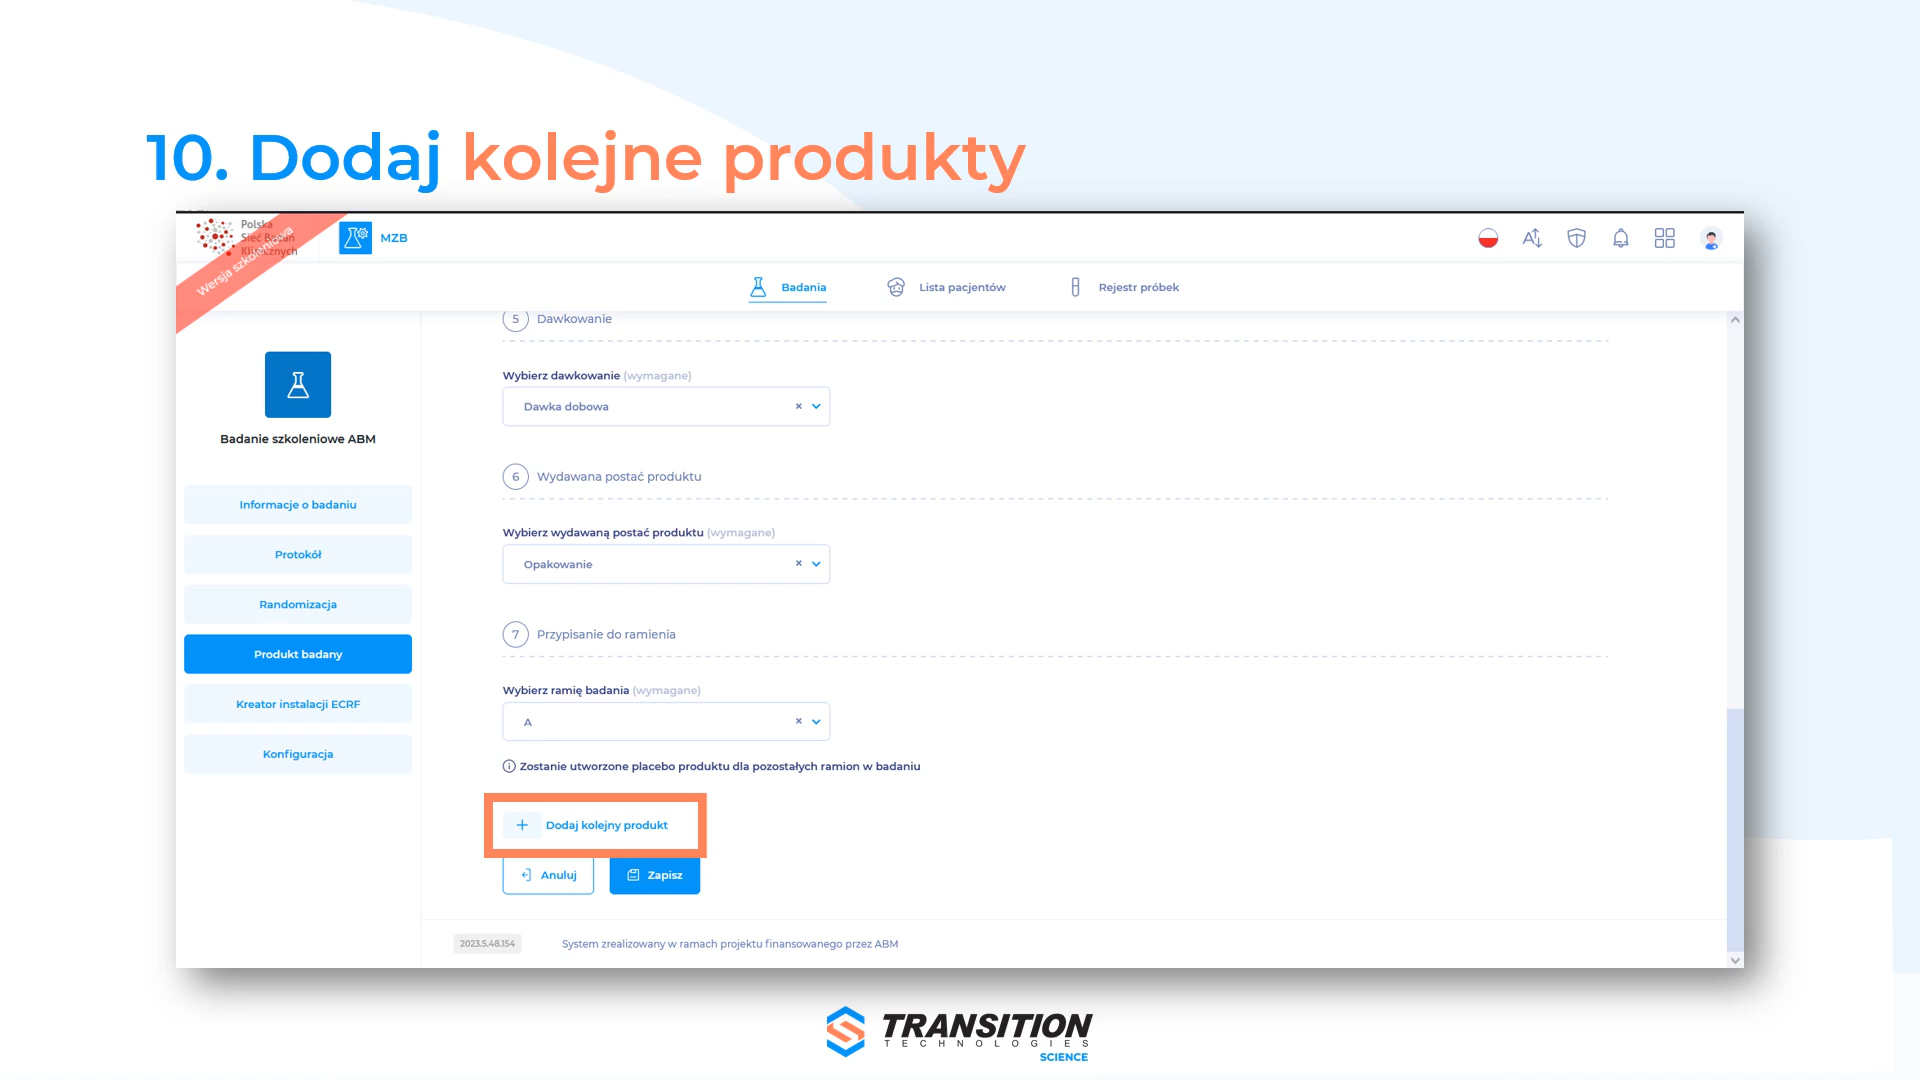 10. Dodaj kolejne produkty
Polska
Sieć Badań
Klinicznych
Wersja szkoleniowa
MZB
Badania
Lista pacjentów
Rejestr próbek
Badanie szkoleniowe ABM
Informacje o badaniu
Protokół
Randomizacja
Produkt badany
Kreator instalacji ECRF
Konfiguracja
5 Dawkowanie
Wybierz dawkowanie (wymagane)
Dawka dobowa
6 Wydawana postać produktu
Wybierz wydawaną postać produktu (wymagane)
Opakowanie
7 Przypisanie do ramienia
Wybierz ramię badania (wymagane)
A
Zostanie utworzone placebo produktu dla pozostałych ramion w badaniu
+ Dodaj kolejny produkt
Anuluj
Zapisz
2023.5.48.154
System zrealizowany w ramach projektu finansowanego przez ABM
TRANSITION
TECHNOLOGIES
SCIENCE